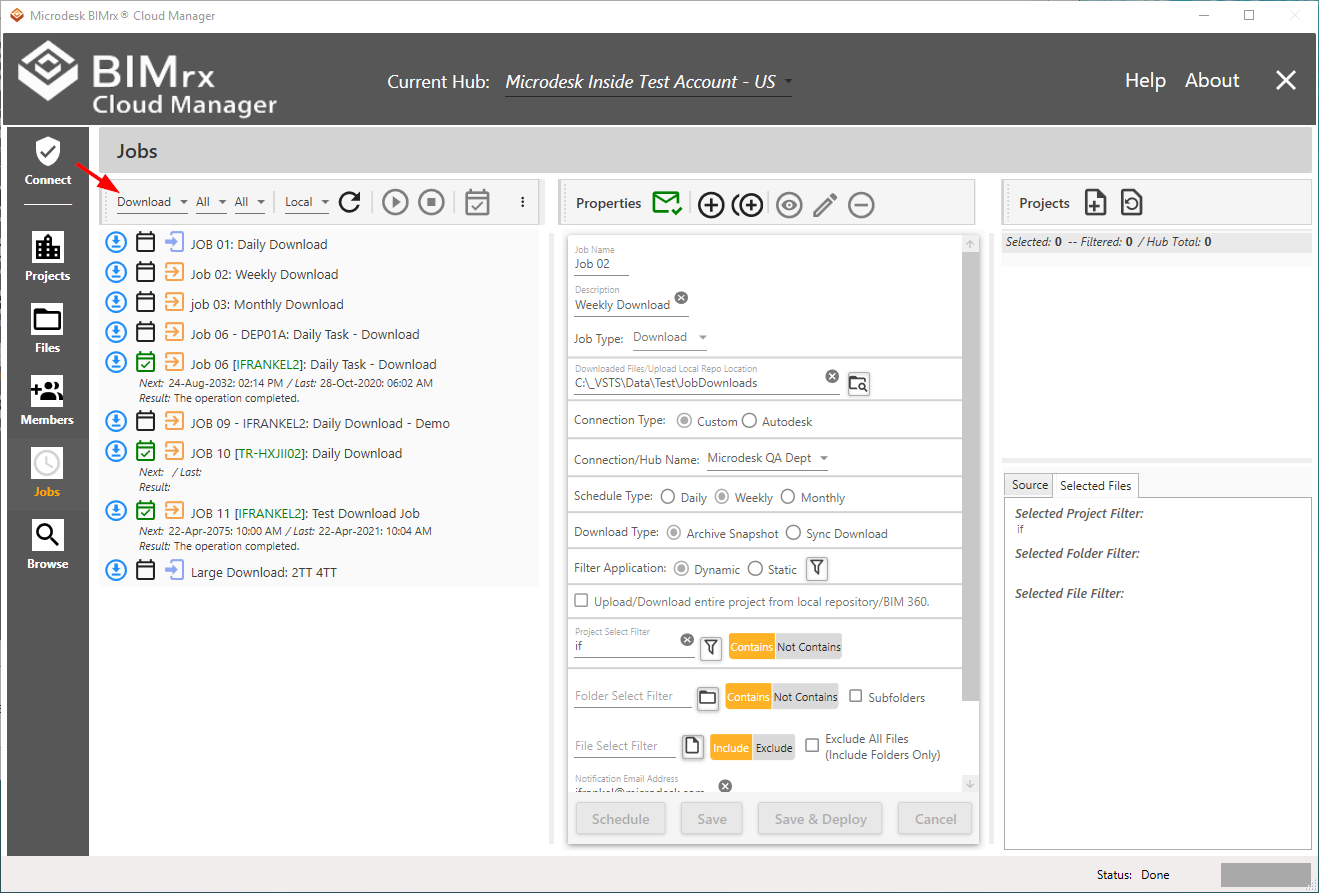 Microdesk BIMrx® Cloud Manager
BIMrx
Cloud Manager
Current Hub: Microdesk Inside Test Account - US
Help About
Connect
Projects
Files
Members
Jobs
Browse
Jobs
Download All All Local
JOB 01: Daily Download
Job 02: Weekly Download
job 03: Monthly Download
Job 06 - DEP01A: Daily Task - Download
Job 06 [IFRANKEL2]: Daily Task - Download
Next: 24-Aug-2032: 02:14 PM / Last: 28-Oct-2020: 06:02 AM
Result: The operation completed.
JOB 09 - IFRANKEL2: Daily Download - Demo
JOB 10 [TR-HXJII02]: Daily Download
Next: / Last:
Result:
JOB 11 [IFRANKEL2]: Test Download Job
Next: 22-Apr-2075: 10:00 AM / Last: 22-Apr-2021: 10:04 AM
Result: The operation completed.
Large Download: 2TT 4TT
Properties
Job Name
Job 02
Description
Weekly Download
Job Type: Download
Downloaded Files/Upload Local Repo Location
C:\_VSTS\Data\Test\JobDownloads
Connection Type: Custom Autodesk
Connection/Hub Name: Microdesk QA Dept
Schedule Type: Daily Weekly Monthly
Download Type: Archive Snapshot Sync Download
Filter Application: Dynamic Static
Upload/Download entire project from local repository/BIM 360.
Project Select Filter
if
Contains Not Contains
Folder Select Filter Contains Not Contains Subfolders
File Select Filter Include Exclude Exclude All Files
(Include Folders Only)
Notification Email Address
ifrankel@microdesk.com
Schedule Save Save & Deploy Cancel
Projects
Selected: 0 -- Filtered: 0 / Hub Total: 0
Source Selected Files
Selected Project Filter:
if
Selected Folder Filter:
Selected File Filter:
Status: Done